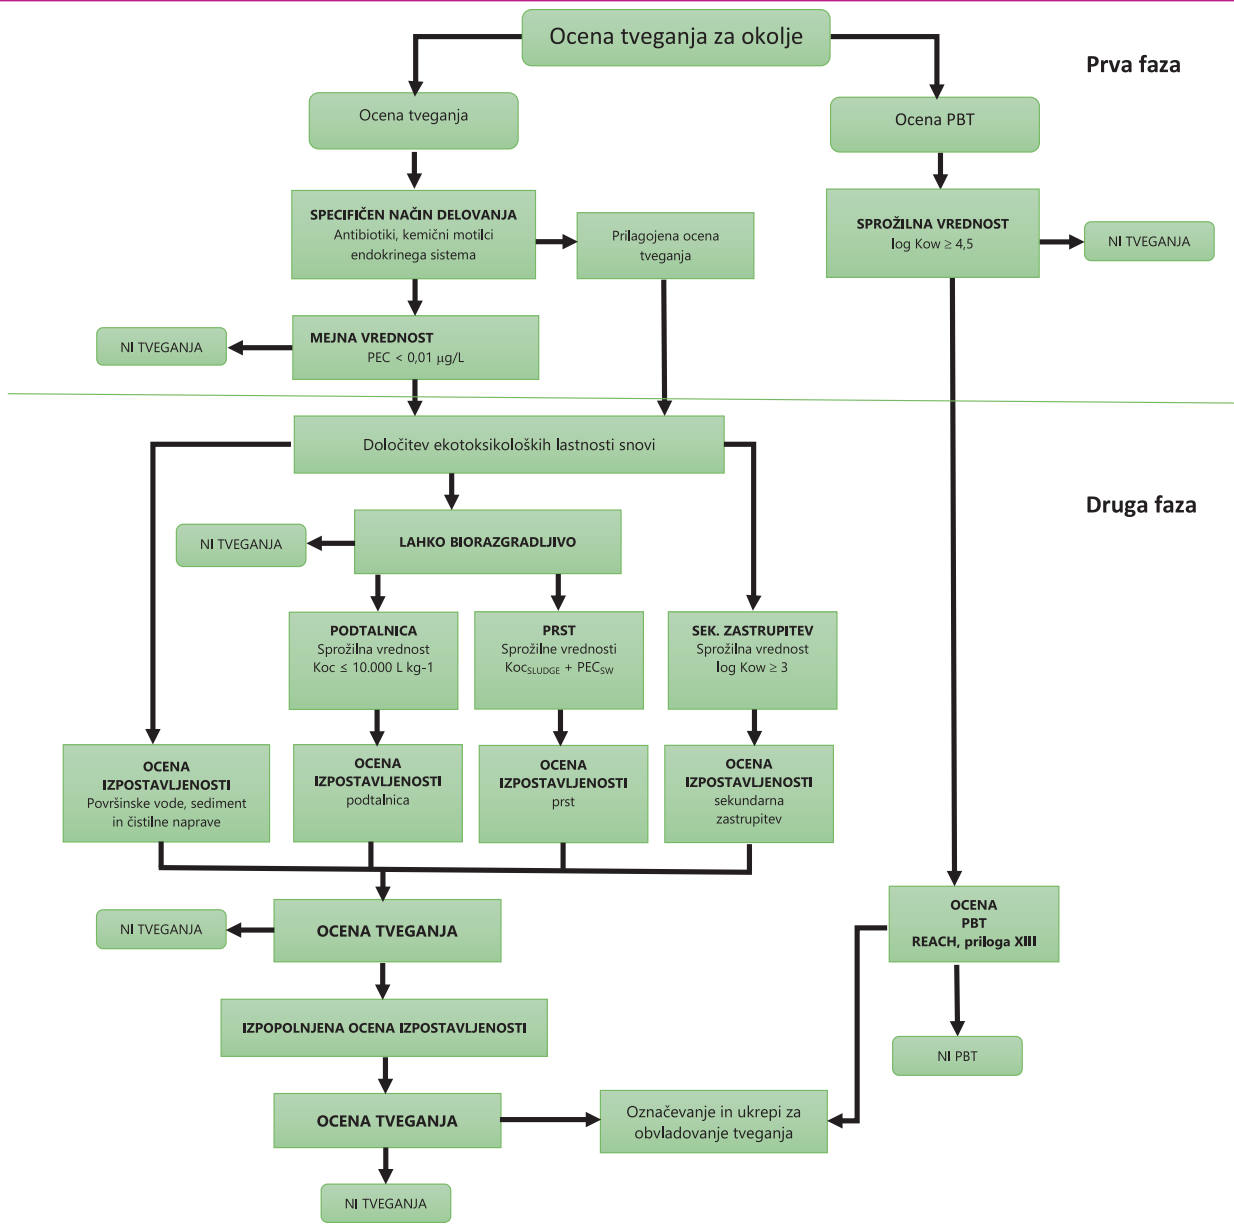 Ocena tveganja za okolje
Prva faza
Ocena tveganja
Ocena PBT
SPECIFIČEN NAČIN DELOVANJA
Antibiotiki, kemični motilci
endokrinega sistema
Prilagojena ocena
tveganja
SPROŽILNA VREDNOST
log Kow ≥ 4,5
NI TVEGANJA
MEJNA VREDNOST
PEC < 0,01 µg/L
NI TVEGANJA
Določitev ekotoksikoloških lastnosti snovi
Druga faza
LAHKO BIORAZGRADLJIVO
NI TVEGANJA
PODTALNICA
Sprožilna vrednost
Koc ≤ 10.000 L kg-1
PRST
Sprožilne vrednosti
KocSLUDGE + PECSW
SEK. ZASTRUPITEV
Sprožilna vrednost
log Kow ≥ 3
OCENA
IZPOSTAVLJENOSTI
Površinske vode, sediment
in čistilne naprave
OCENA
IZPOSTAVLJENOSTI
podtalnica
OCENA
IZPOSTAVLJENOSTI
prst
OCENA
IZPOSTAVLJENOSTI
sekundarna
zastrupitev
OCENA
PBT
REACH, priloga XIII
NI TVEGANJA
OCENA TVEGANJA
IZPOPOLNJENA OCENA IZPOSTAVLJENOSTI
NI PBT
OCENA TVEGANJA
Označevanje in ukrepi za
obvladovanje tveganja
NI TVEGANJA